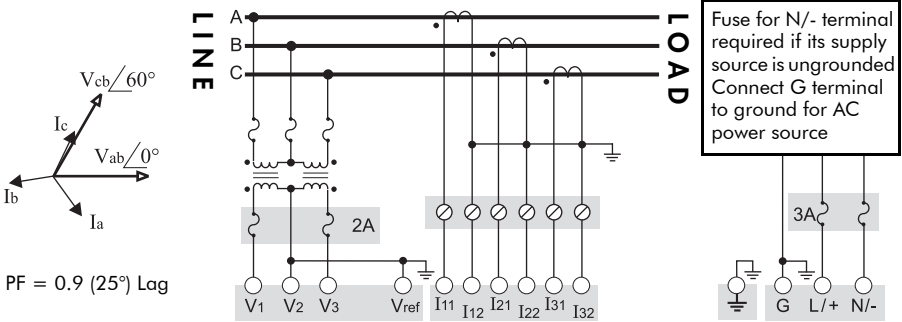 A
B
C
LINE
LOAD
Fuse for N/- terminal
required if its supply
source is ungrounded
Connect G terminal
to ground for AC
power source
Vcb/60°
Ic
Vab/0°
Ib
Ia
PF = 0.9 (25°) Lag
2A
3A
V1 V2 V3 Vref I11 I12 I21 I22 I31 I32 G L/+ N/-